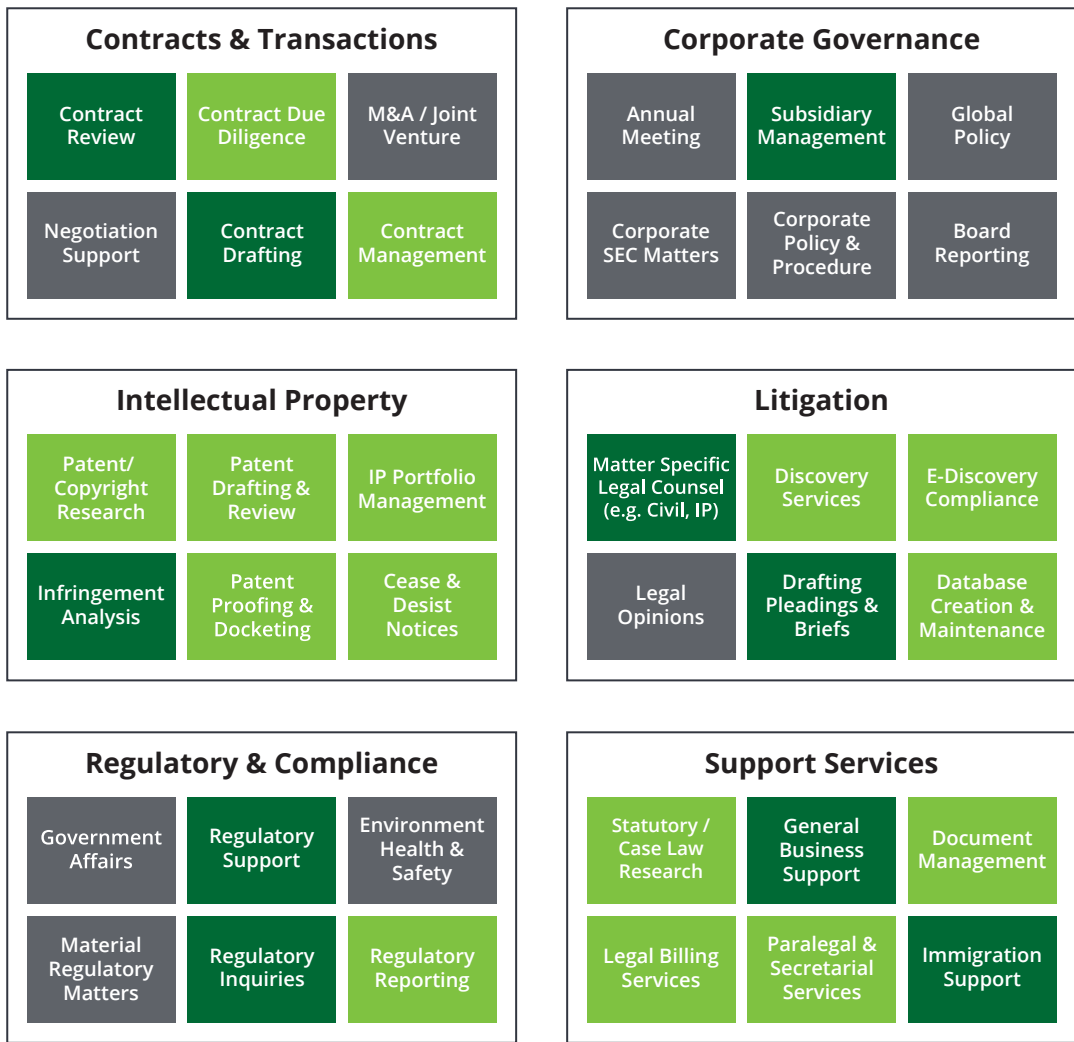 Contracts & Transactions
Contract
Review
Contract Due
Diligence
M&A / Joint
Venture
Negotiation
Support
Contract
Drafting
Contract
Management
Corporate Governance
Annual
Meeting
Subsidiary
Management
Global
Policy
Corporate
SEC Matters
Corporate
Policy &
Procedure
Board
Reporting
Intellectual Property
Patent/
Copyright
Research
Patent
Drafting &
Review
IP Portfolio
Management
Infringement
Analysis
Patent
Proofing &
Docketing
Cease &
Desist
Notices
Litigation
Matter Specific
Legal Counsel
(e.g. Civil, IP)
Discovery
Services
E-Discovery
Compliance
Legal
Opinions
Drafting
Pleadings &
Briefs
Database
Creation &
Maintenance
Regulatory & Compliance
Government
Affairs
Regulatory
Support
Environment
Health &
Safety
Material
Regulatory
Matters
Regulatory
Inquiries
Regulatory
Reporting
Support Services
Statutory /
Case Law
Research
General
Business
Support
Document
Management
Legal Billing
Services
Paralegal &
Secretarial
Services
Immigration
Support